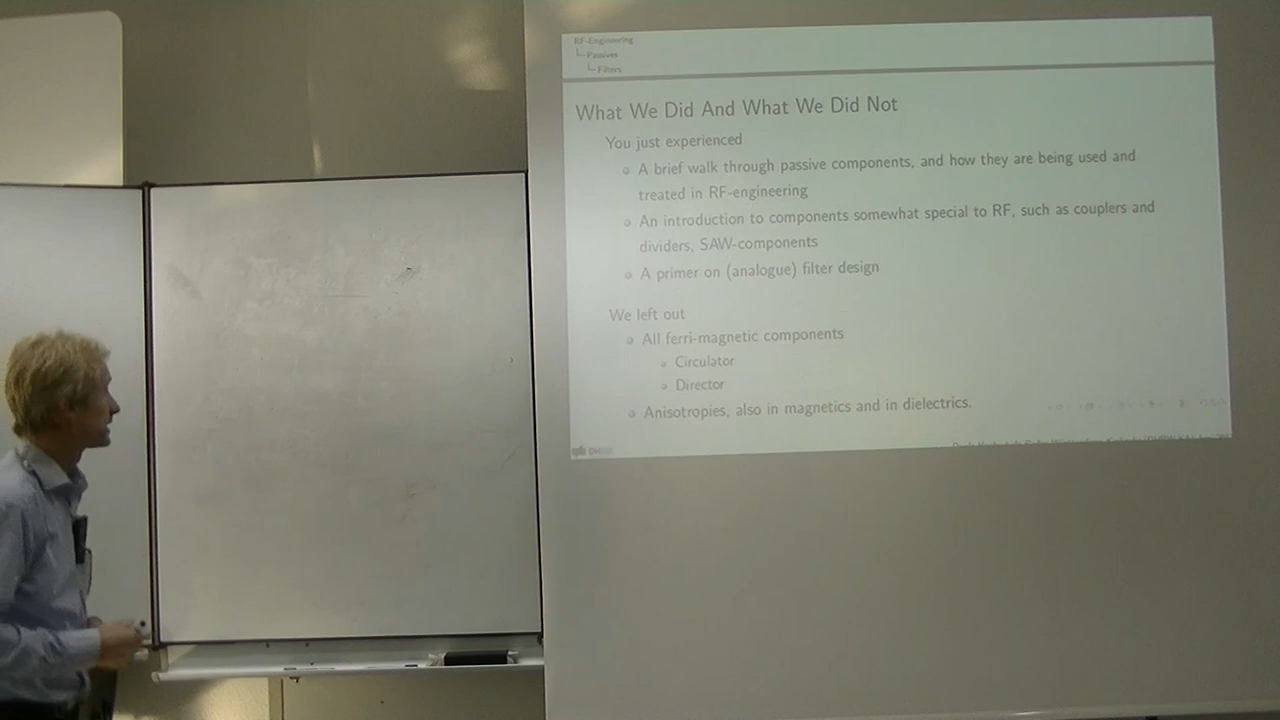 RF-Engineering
Passives
Filters
What We Did And What We Did Not
You just experienced
A brief walk through passive components, and how they are being used and
treated in RF-engineering
An introduction to components somewhat special to RF, such as couplers and
dividers, SAW-components
A primer on (analogue) filter design
We left out
All ferri-magnetic components
Circulator
Director
Anisotropies, also in magnetics and in dielectrics.